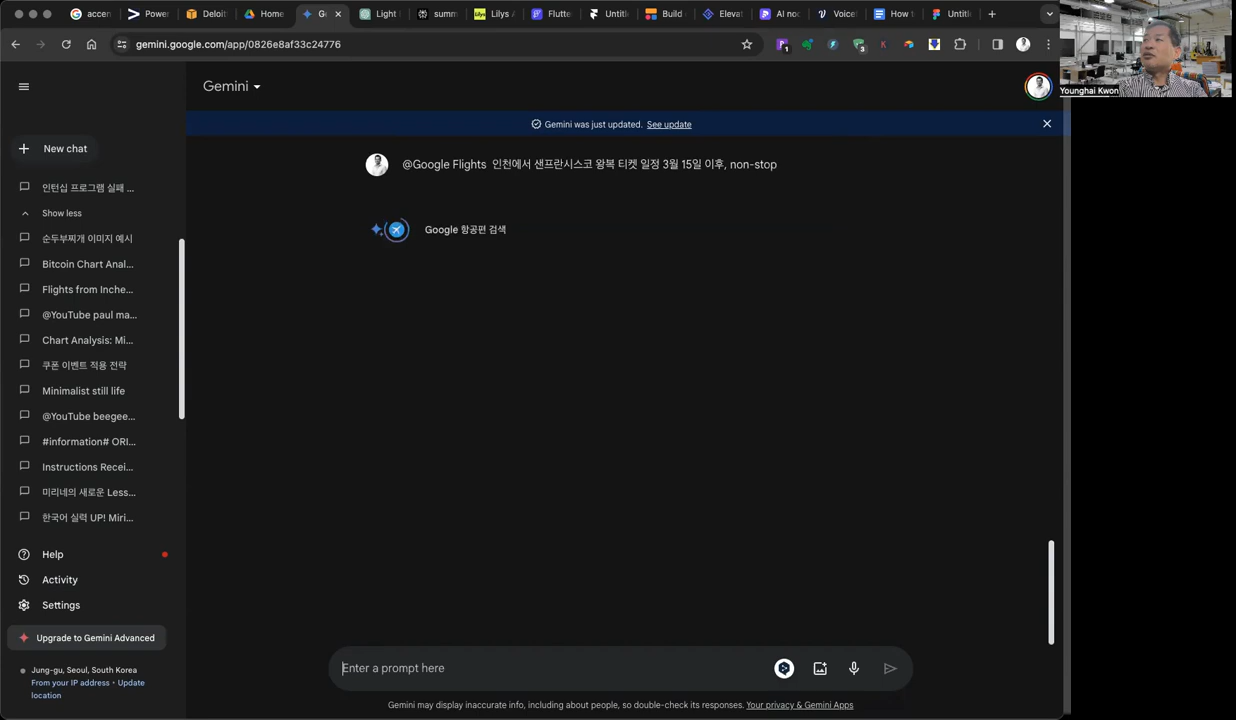 accen
Power
Deloit
Home
Go
Light
summ
Lilys A
Flutte
Untitl
Build
Elevat
AI noc
Voice
How t
Untitl
gemini.google.com/app/0826e8af33c24776
1
3
K
Younghai Kwon
Gemini
Gemini was just updated. See update
New chat
인턴십 프로그램 실패 ...
Show less
순두부찌개 이미지 예시
Bitcoin Chart Anal...
Flights from Inche...
@YouTube paul ma...
Chart Analysis: Mi...
쿠폰 이벤트 적용 전략
Minimalist still life
@YouTube beegee...
#information# ORI...
Instructions Recei...
미리네의 새로운 Less...
한국어 실력 UP! Miri...
Help
Activity
Settings
Upgrade to Gemini Advanced
Jung-gu, Seoul, South Korea
From your IP address • Update
location
@Google Flights 인천에서 샌프란시스코 왕복 티켓 일정 3월 15일 이후, non-stop
Google 항공편 검색
Enter a prompt here
Gemini may display inaccurate info, including about people, so double-check its responses. Your privacy & Gemini Apps